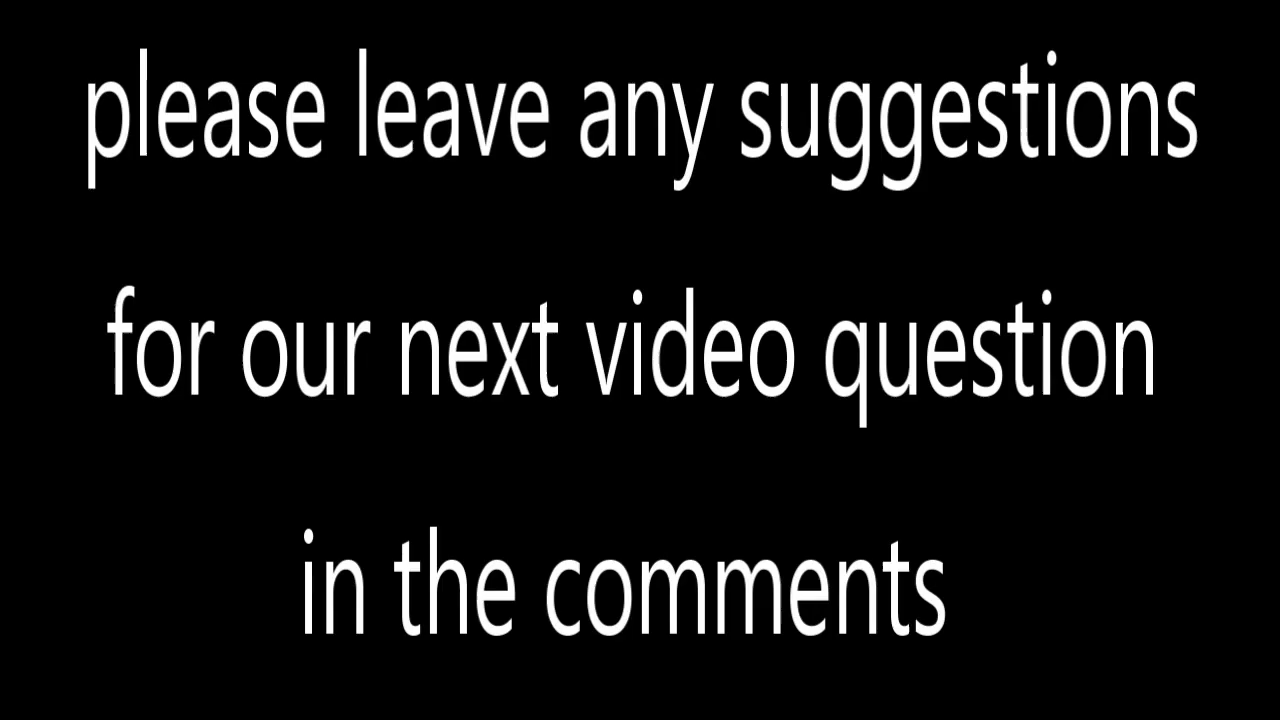 please leave any suggestions
for our next video question
in the comments